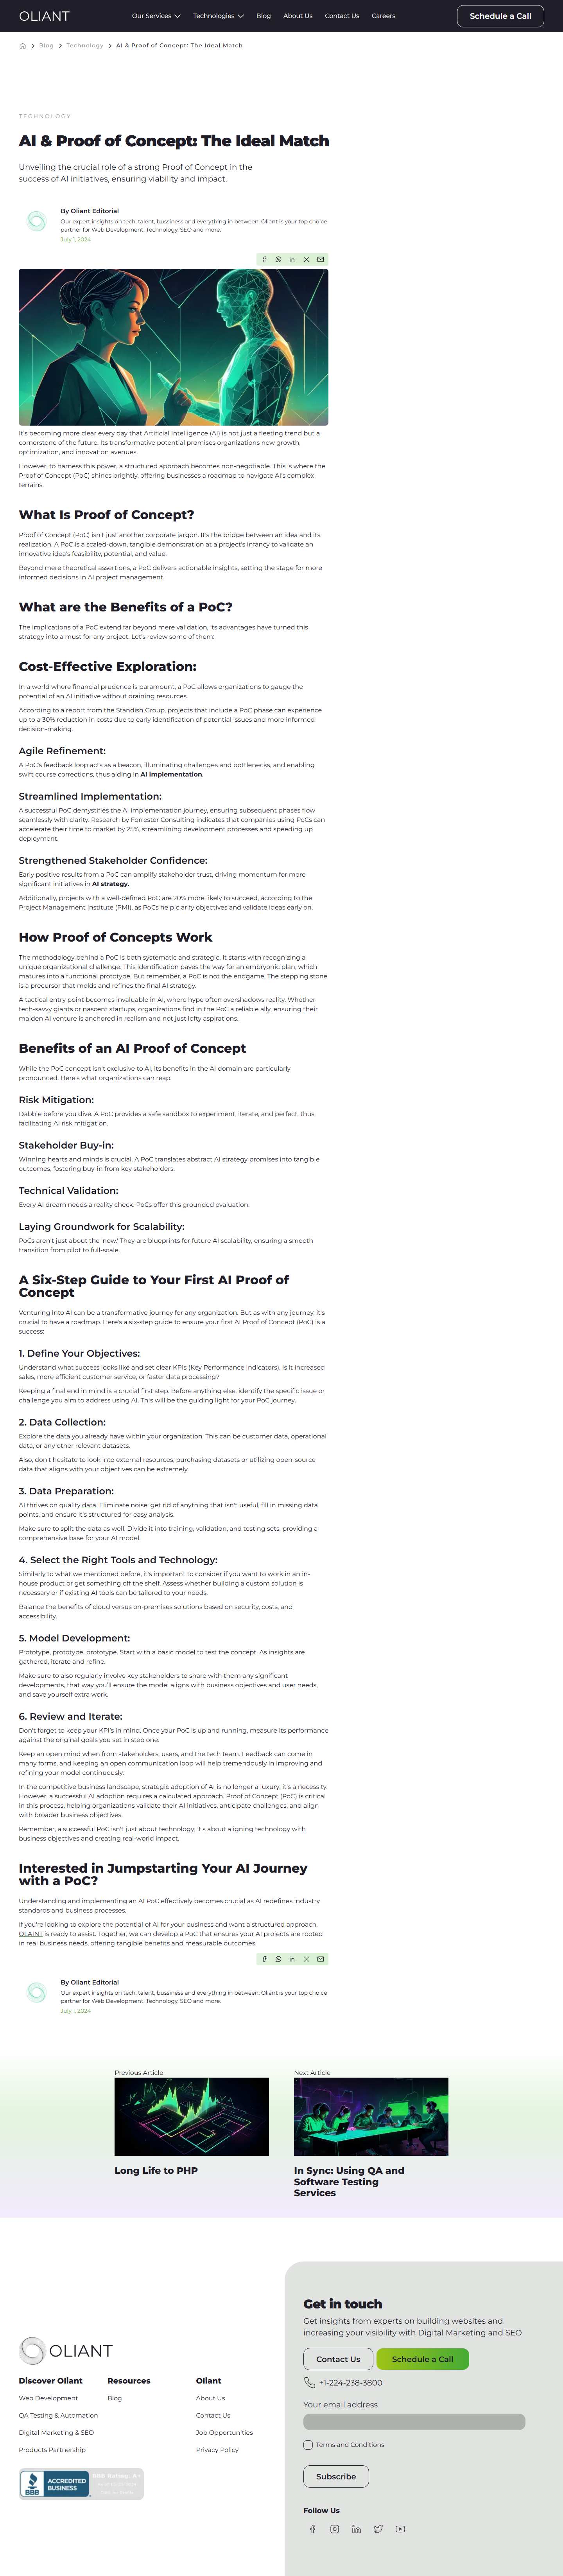 OLIANT
Our Services
Technologies
Blog
About Us
Contact Us
Careers
Schedule a Call
Blog
Technology
AI & Proof of Concept: The Ideal Match
TECHNOLOGY
AI & Proof of Concept: The Ideal Match
Unveiling the crucial role of a strong Proof of Concept in the
success of AI initiatives, ensuring viability and impact.
By Oliant Editorial
Our expert insights on tech, talent, bussiness and everything in between. Oliant is your top choice
partner for Web Development, Technology, SEO and more.
July 1, 2024
It's becoming more clear every day that Artificial Intelligence (AI) is not just a fleeting trend but a
cornerstone of the future. Its transformative potential promises organizations new growth,
optimization, and innovation avenues.
However, to harness this power, a structured approach becomes non-negotiable. This is where the
Proof of Concept (PoC) shines brightly, offering businesses a roadmap to navigate AI's complex
terrains.
What Is Proof of Concept?
Proof of Concept (PoC) isn't just another corporate jargon. It's the bridge between an idea and its
realization. A PoC is a scaled-down, tangible demonstration at a project's infancy to validate an
innovative idea's feasibility, potential, and value.
Beyond mere theoretical assertions, a PoC delivers actionable insights, setting the stage for more
informed decisions in AI project management.
What are the Benefits of a PoC?
The implications of a PoC extend far beyond mere validation, its advantages have turned this
strategy into a must for any project. Let's review some of them:
Cost-Effective Exploration:
In a world where financial prudence is paramount, a PoC allows organizations to gauge the
potential of an AI initiative without draining resources.
According to a report from the Standish Group, projects that include a PoC phase can experience
up to a 30% reduction in costs due to early identification of potential issues and more informed
decision-making.
Agile Refinement:
A PoC's feedback loop acts as a beacon, illuminating challenges and bottlenecks, and enabling
swift course corrections, thus aiding in AI implementation.
Streamlined Implementation:
A successful PoC demystifies the AI implementation journey, ensuring subsequent phases flow
seamlessly with clarity. Research by Forrester Consulting indicates that companies using PoCs can
accelerate their time to market by 25%, streamlining development processes and speeding up
deployment.
Strengthened Stakeholder Confidence:
Early positive results from a PoC can amplify stakeholder trust, driving momentum for more
significant initiatives in AI strategy.
Additionally, projects with a well-defined PoC are 20% more likely to succeed, according to the
Project Management Institute (PMI), as PoCs help clarify objectives and validate ideas early on.
How Proof of Concepts Work
The methodology behind a PoC is both systematic and strategic. It starts with recognizing a
unique organizational challenge. This identification paves the way for an embryonic plan, which
matures into a functional prototype. But remember, a PoC is not the endgame. The stepping stone
is a precursor that molds and refines the final AI strategy.
A tactical entry point becomes invaluable in AI, where hype often overshadows reality. Whether
tech-savvy giants or nascent startups, organizations find in the PoC a reliable ally, ensuring their
maiden AI venture is anchored in realism and not just lofty aspirations.
Benefits of an AI Proof of Concept
While the PoC concept isn't exclusive to AI, its benefits in the AI domain are particularly
pronounced. Here's what organizations can reap:
Risk Mitigation:
Dabble before you dive. A PoC provides a safe sandbox to experiment, iterate, and perfect, thus
facilitating AI risk mitigation.
Stakeholder Buy-in:
Winning hearts and minds is crucial. A PoC translates abstract AI strategy promises into tangible
outcomes, fostering buy-in from key stakeholders.
Technical Validation:
Every AI dream needs a reality check. PoCs offer this grounded evaluation.
Laying Groundwork for Scalability:
PoCs aren't just about the 'now.' They are blueprints for future AI scalability, ensuring a smooth
transition from pilot to full-scale.
A Six-Step Guide to Your First AI Proof of
Concept
Venturing into AI can be a transformative journey for any organization. But as with any journey, it's
crucial to have a roadmap. Here's a six-step guide to ensure your first AI Proof of Concept (PoC) is a
success:
1. Define Your Objectives:
Understand what success looks like and set clear KPIs (Key Performance Indicators). Is it increased
sales, more efficient customer service, or faster data processing?
Keeping a final end in mind is a crucial first step. Before anything else, identify the specific issue or
challenge you aim to address using AI. This will be the guiding light for your PoC journey.
2. Data Collection:
Explore the data you already have within your organization. This can be customer data, operational
data, or any other relevant datasets.
Also, don't hesitate to look into external resources, purchasing datasets or utilizing open-source
data that aligns with your objectives can be extremely.
3. Data Preparation:
AI thrives on quality data. Eliminate noise: get rid of anything that isn't useful, fill in missing data
points, and ensure it's structured for easy analysis.
Make sure to split the data as well. Divide it into training, validation, and testing sets, providing a
comprehensive base for your AI model.
4. Select the Right Tools and Technology:
Similarly to what we mentioned before, it's important to consider if you want to work in an in-
house product or get something off the shelf. Assess whether building a custom solution is
necessary or if existing AI tools can be tailored to your needs.
Balance the benefits of cloud versus on-premises solutions based on security, costs, and
accessibility.
5. Model Development:
Prototype, prototype, prototype. Start with a basic model to test the concept. As insights are
gathered, iterate and refine.
Make sure to also regularly involve key stakeholders to share with them any significant
developments, that way you'll ensure the model aligns with business objectives and user needs,
and save yourself extra work.
6. Review and Iterate:
Don't forget to keep your KPI's in mind. Once your PoC is up and running, measure its performance
against the original goals you set in step one.
Keep an open mind when from stakeholders, users, and the tech team. Feedback can come in
many forms, and keeping an open communication loop will help tremendously in improving and
refining your model continuously.
In the competitive business landscape, strategic adoption of AI is no longer a luxury; it's a necessity.
However, a successful AI adoption requires a calculated approach. Proof of Concept (PoC) is critical
in this process, helping organizations validate their AI initiatives, anticipate challenges, and align
with broader business objectives.
Remember, a successful PoC isn't just about technology; it's about aligning technology with
business objectives and creating real-world impact.
Interested in Jumpstarting Your AI Journey
with a PoC?
Understanding and implementing an AI PoC effectively becomes crucial as AI redefines industry
standards and business processes.
If you're looking to explore the potential of AI for your business and want a structured approach,
OLAINT is ready to assist. Together, we can develop a PoC that ensures your AI projects are rooted
in real business needs, offering tangible benefits and measurable outcomes.
By Oliant Editorial
Our expert insights on tech, talent, bussiness and everything in between. Oliant is your top choice
partner for Web Development, Technology, SEO and more.
July 1, 2024
Previous Article
Long Life to PHP
Next Article
In Sync: Using QA and
Software Testing
Services
OLIANT
Discover Oliant
Web Development
QA Testing & Automation
Digital Marketing & SEO
Products Partnership
Resources
Blog
Oliant
About Us
Contact Us
Job Opportunities
Privacy Policy
BBB
ACCREDITED
BUSINESS
Get in touch
Get insights from experts on building websites and
increasing your visibility with Digital Marketing and SEO
Contact Us
Schedule a Call
+1-224-238-3800
Your email address
Terms and Conditions
Subscribe
Follow Us